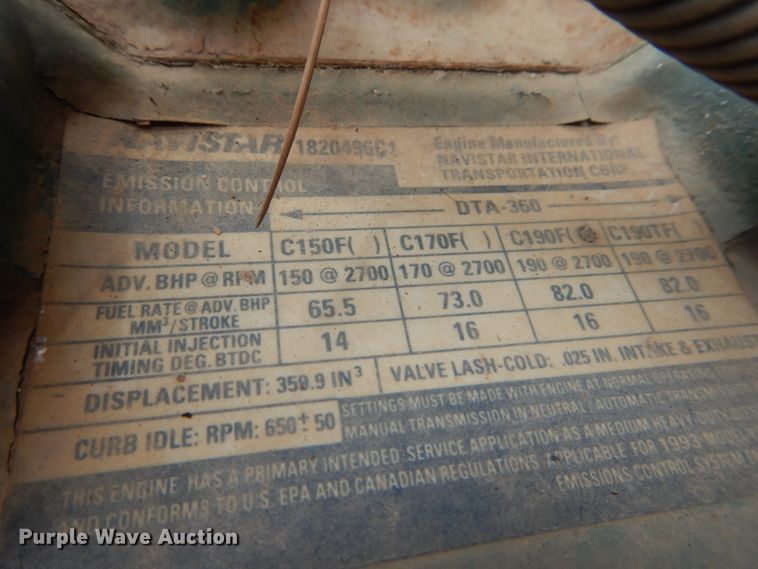 NAVISTAR 1820496C1
Engine Manufactured by
NAVISTAR INTERNATIONAL
TRANSPORTATION CORP.
EMISSION CONTROL
INFORMATION
DTA-360
MODEL C150F( ) C170F( ) C190F( ) C190TF( )
ADV. BHP @ RPM 150 @ 2700 170 @ 2700 190 @ 2700 190 @ 2700
FUEL RATE @ ADV. BHP
MM³/STROKE 65.5 73.0 82.0 82.0
INITIAL INJECTION
TIMING DEG. BTDC 14 16 16 16
DISPLACEMENT: 359.9 IN³ VALVE LASH-COLD: .025 IN. INTAKE & EXHAUST
CURB IDLE: RPM: 650 ± 50
SETTINGS MUST BE MADE WITH ENGINE AT NORMAL
MANUAL TRANSMISSION IN NEUTRAL / AUTOMATIC
THIS ENGINE HAS A PRIMARY INTENDED SERVICE APPLICATION AS A MEDIUM HEAVY DUTY
AND CONFORMS TO U.S. EPA AND CANADIAN REGULATIONS APPLICABLE FOR 1993
EMISSIONS CONTROL SYSTEM
Purple Wave Auction